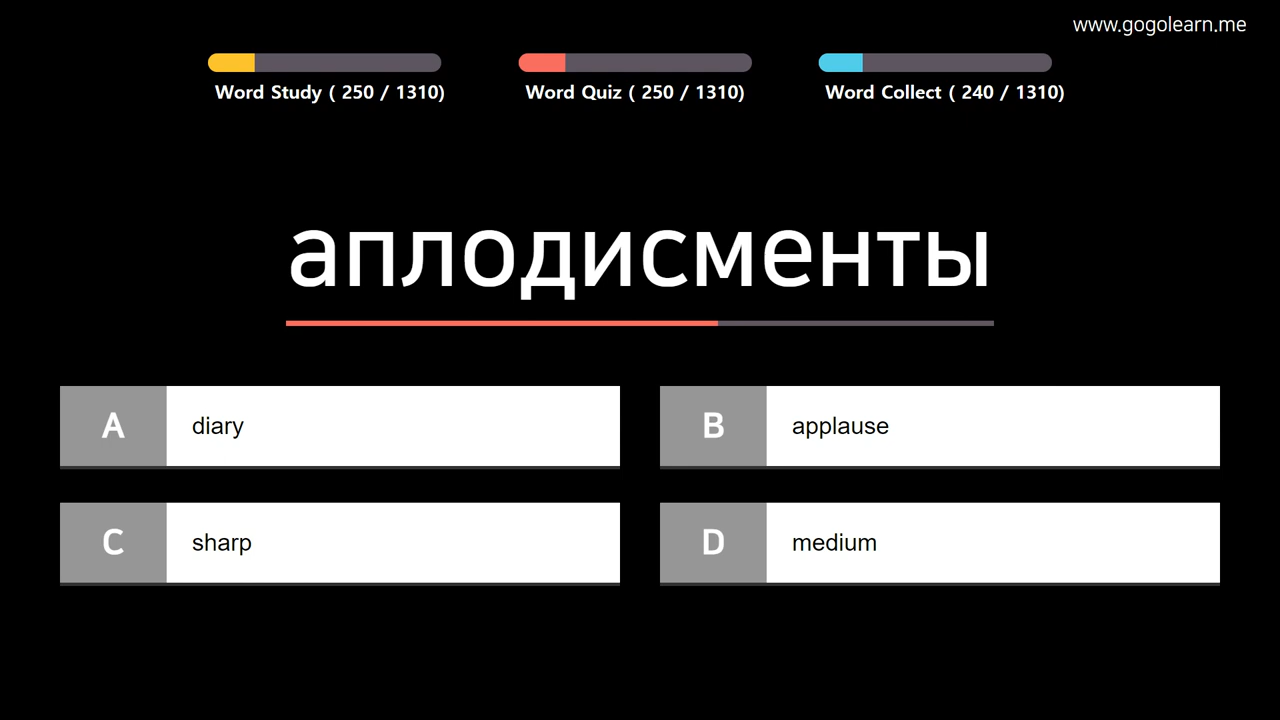 www.gogolearn.me
Word Study ( 250 / 1310)
Word Quiz ( 250 / 1310)
Word Collect ( 240 / 1310)
аплодисменты
A diary
B applause
C sharp
D medium